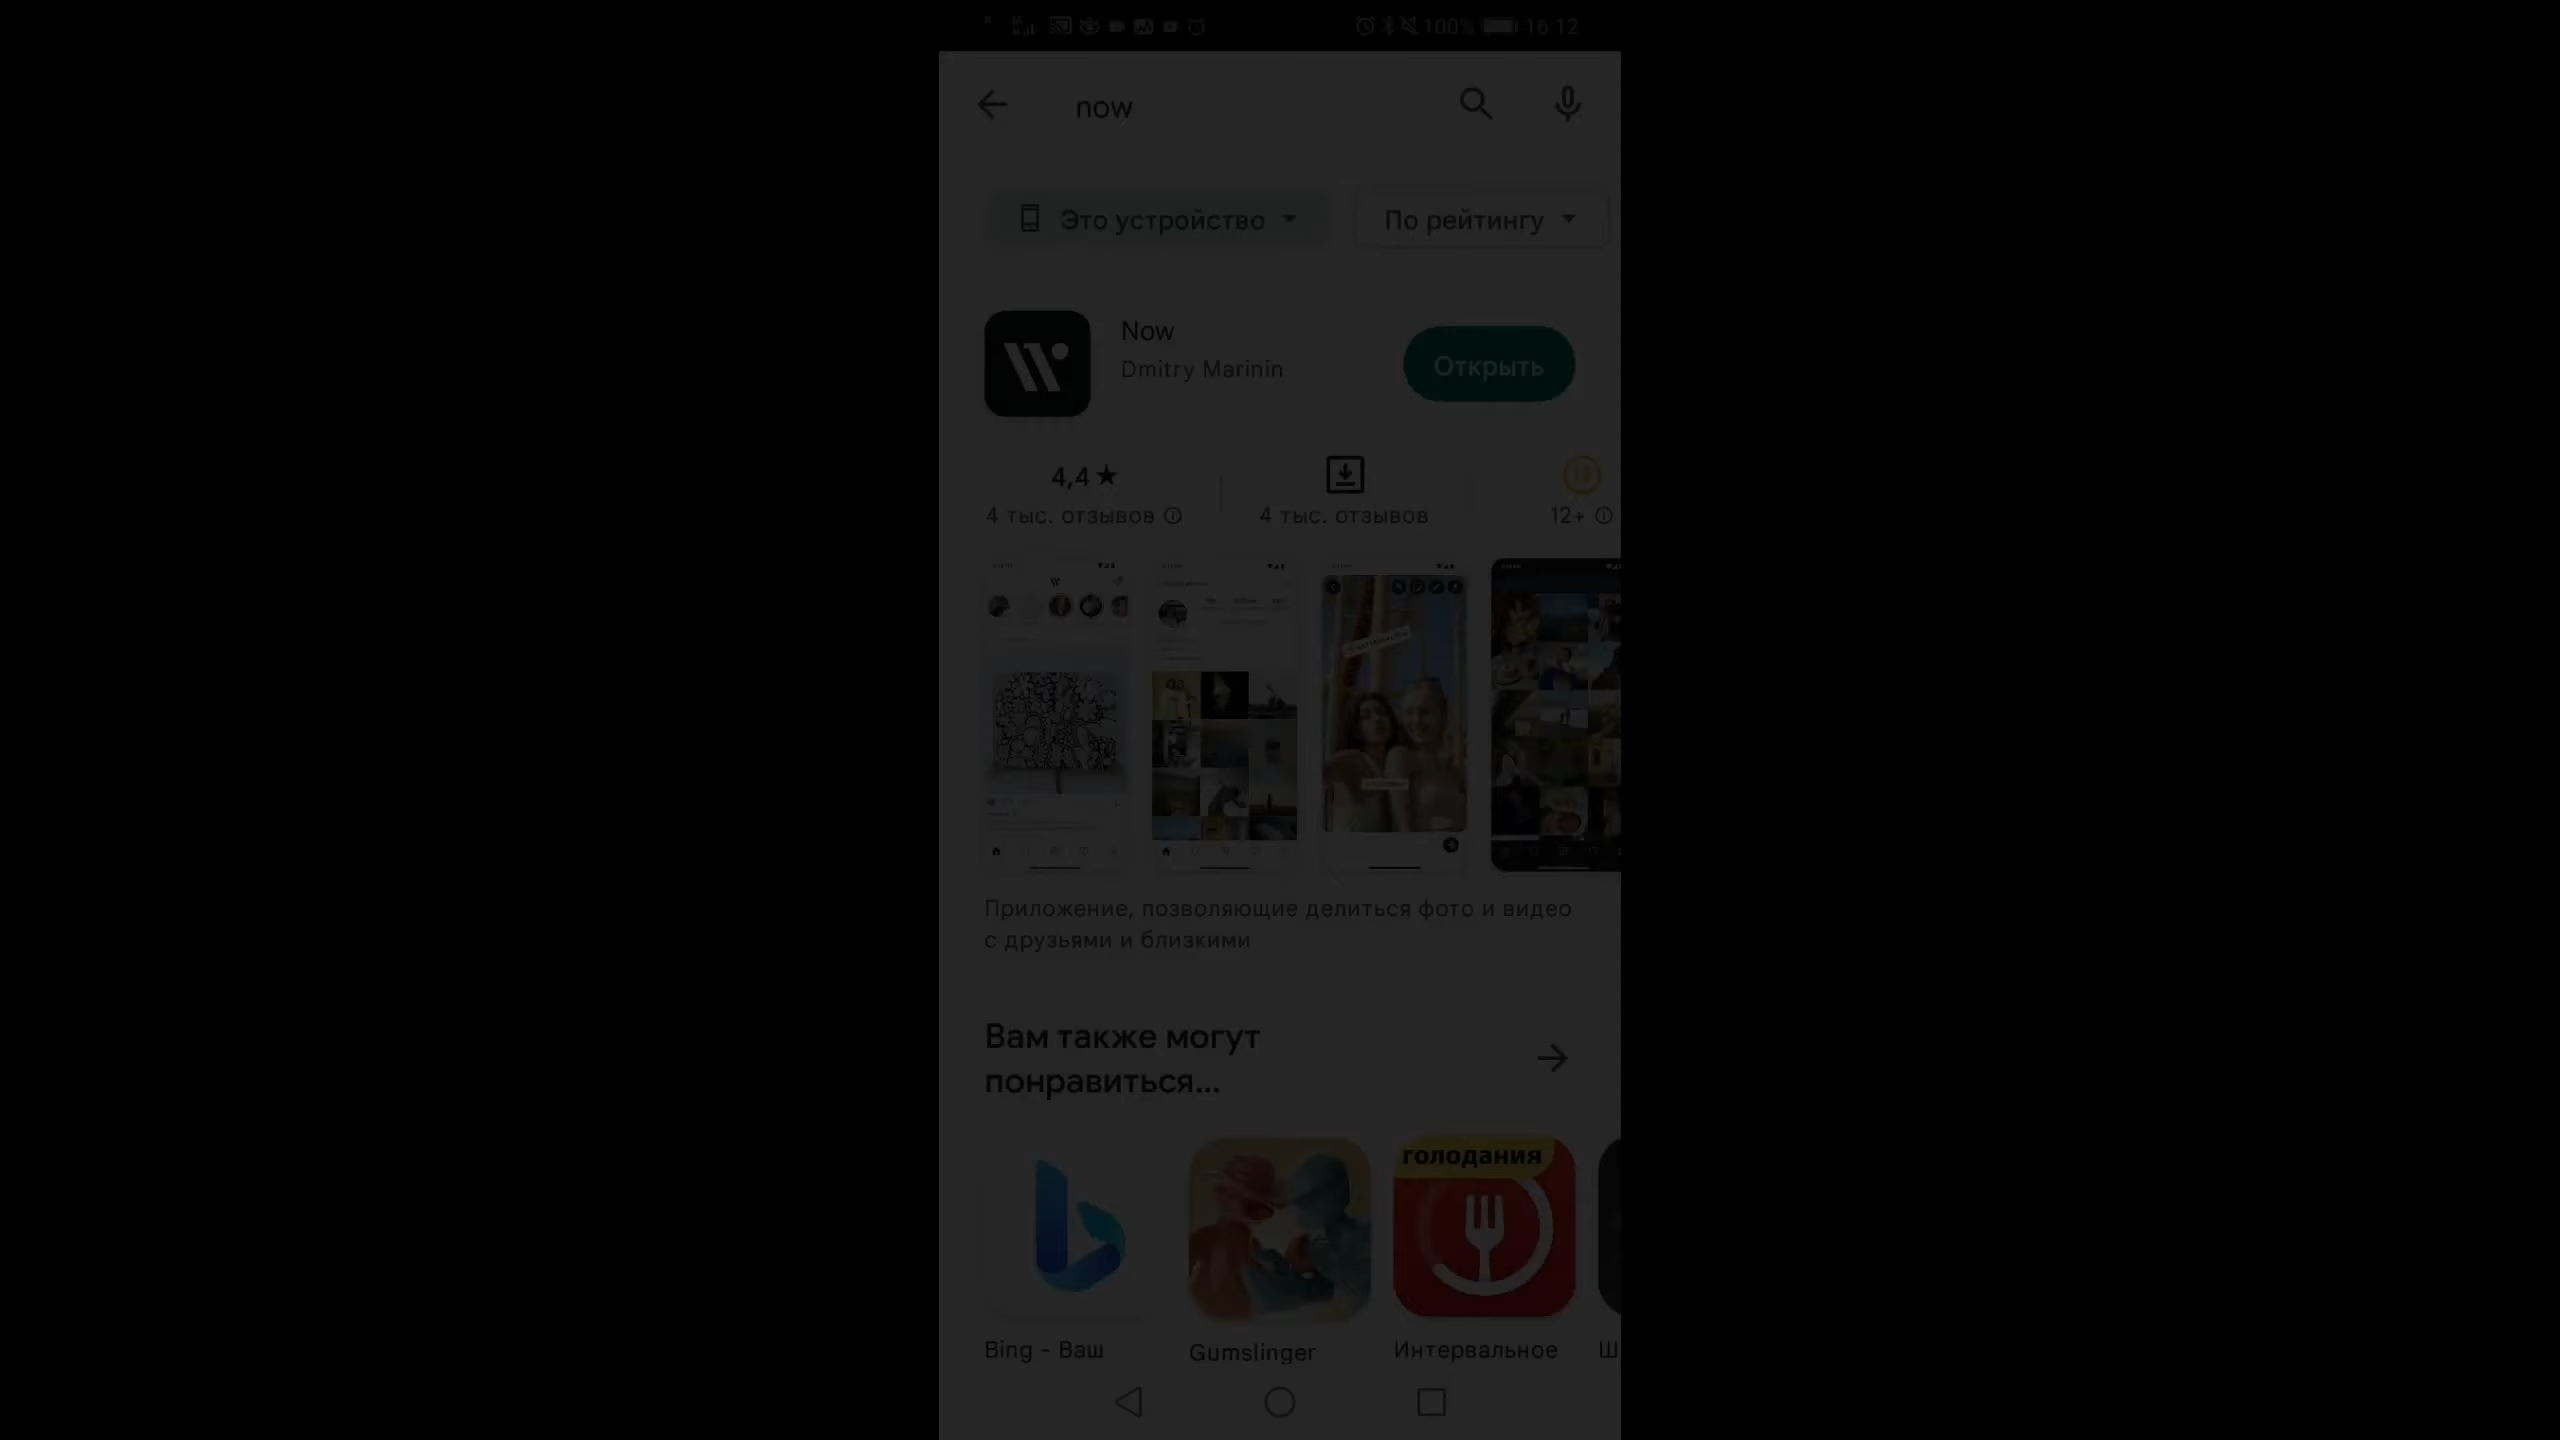 100% 16:12
now
Это устройство
По рейтингу
Now
Dmitry Marinin
Открыть
4,4★
4 тыс. отзывов
4 тыс. отзывов
12+
Приложение, позволяющие делиться фото и видео
с друзьями и близкими
Вам также могут
понравиться...
голодания
Bing - Ваш
Gumslinger
Интервальное
Ш